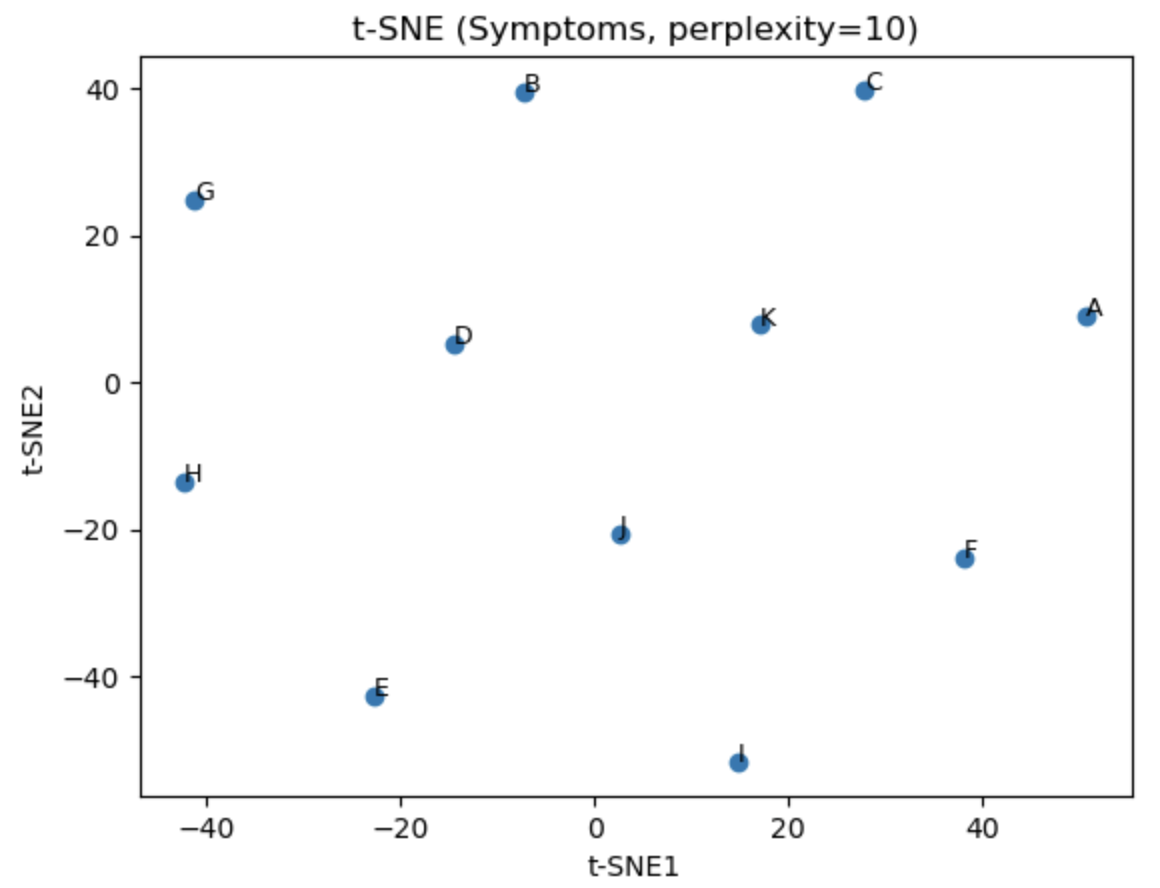 t-SNE (Symptoms, perplexity=10)
40
20
0
−20
−40
t-SNE2
B
C
G
A
K
D
H
J
F
E
I
−40
−20
0
20
40
t-SNE1